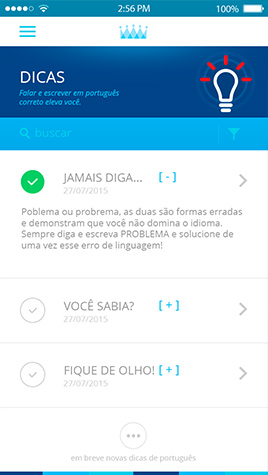 2:56 PM 100%
DICAS
Falar e escrever em português
correto eleva você.
buscar
JAMAIS DIGA... [ - ]
27/07/2015
Poblema ou probrema, as duas são formas erradas
e demonstram que você não domina o idioma.
Sempre diga e escreva PROBLEMA e solucione de
uma vez esse erro de linguagem!
VOCÊ SABIA? [ + ]
27/07/2015
FIQUE DE OLHO! [ + ]
27/07/2015
em breve novas dicas de português